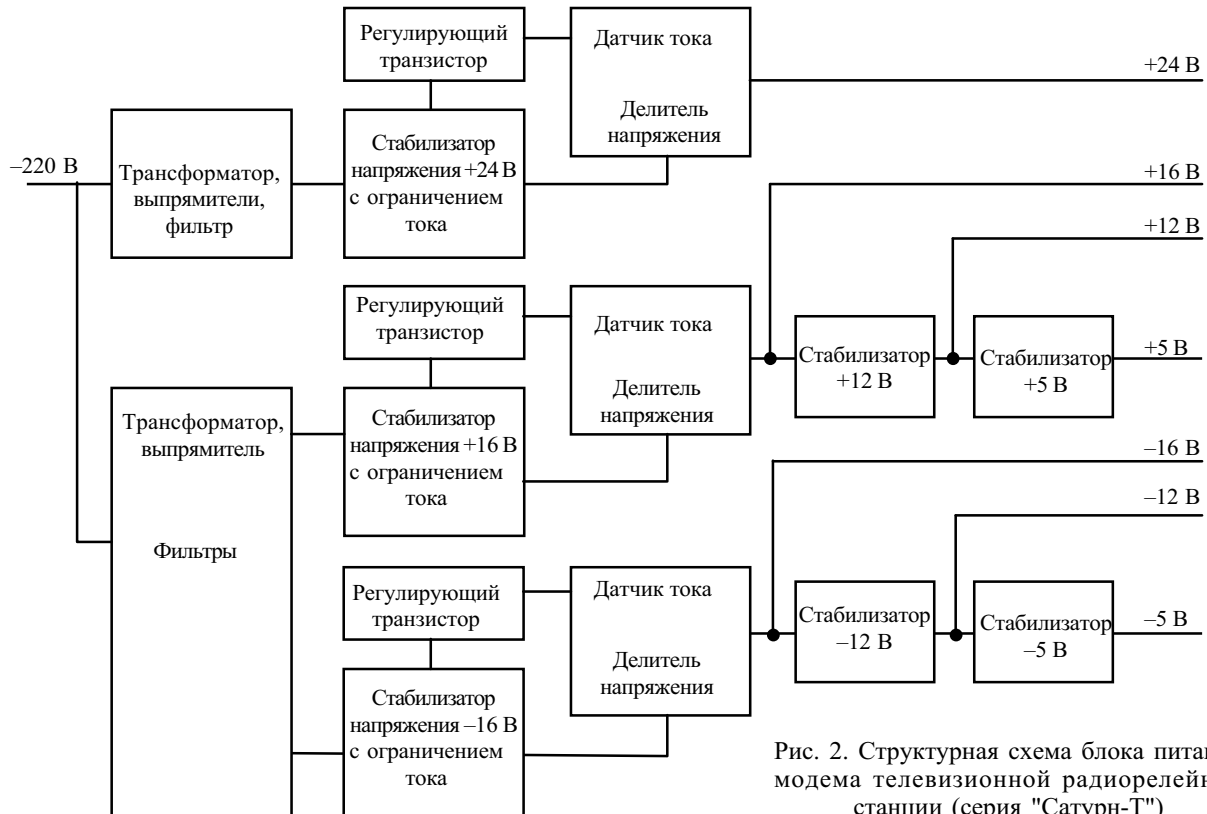 Регулирующий
транзистор
Датчик тока
Делитель
напряжения
+24 В
–220 В
Трансформатор,
выпрямители,
фильтр
Стабилизатор
напряжения +24 В
с ограничением
тока
+16 В
+12 В
Регулирующий
транзистор
Датчик тока
Делитель
напряжения
Стабилизатор
+12 В
Стабилизатор
+5 В
+5 В
Трансформатор,
выпрямитель
Фильтры
Стабилизатор
напряжения +16 В
с ограничением
тока
–16 В
–12 В
Регулирующий
транзистор
Датчик тока
Делитель
напряжения
Стабилизатор
–12 В
Стабилизатор
–5 В
–5 В
Стабилизатор
напряжения –16 В
с ограничением
тока
Рис. 2. Структурная схема блока пита
модема телевизионной радиорелейн
станции (серия "Сатурн-Т")